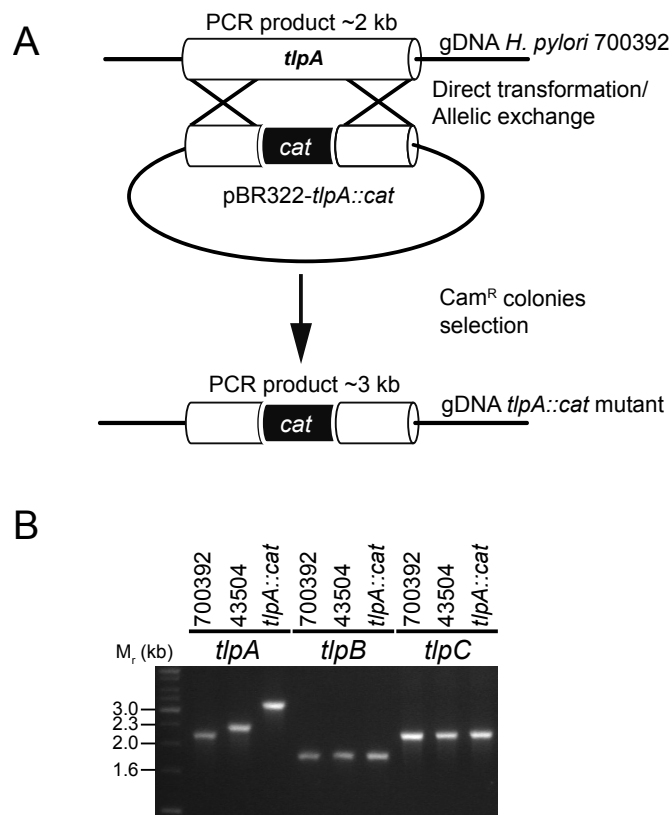 A
PCR product ~2 kb
tlpA
gDNA H. pylori 700392
Direct transformation/
Allelic exchange
cat
pBR322-tlpA::cat
CamR colonies
selection
PCR product ~3 kb
cat
gDNA tlpA::cat mutant
B
700392
43504
tlpA::cat
700392
43504
tlpA::cat
700392
43504
tlpA::cat
Mr (kb)
tlpA
tlpB
tlpC
3.0
2.3
2.0
1.6